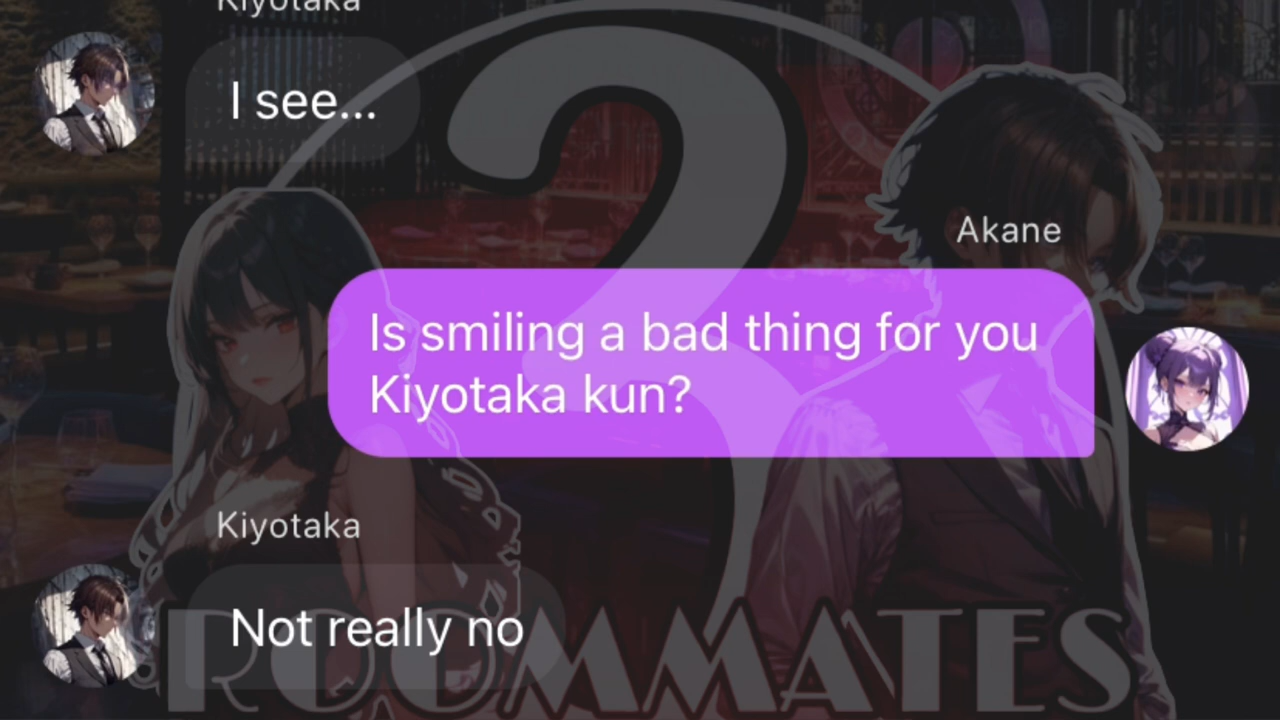 Kiyotaka
I see...
Akane
Is smiling a bad thing for you
Kiyotaka kun?
Kiyotaka
Not really no
?
ROOMMATES